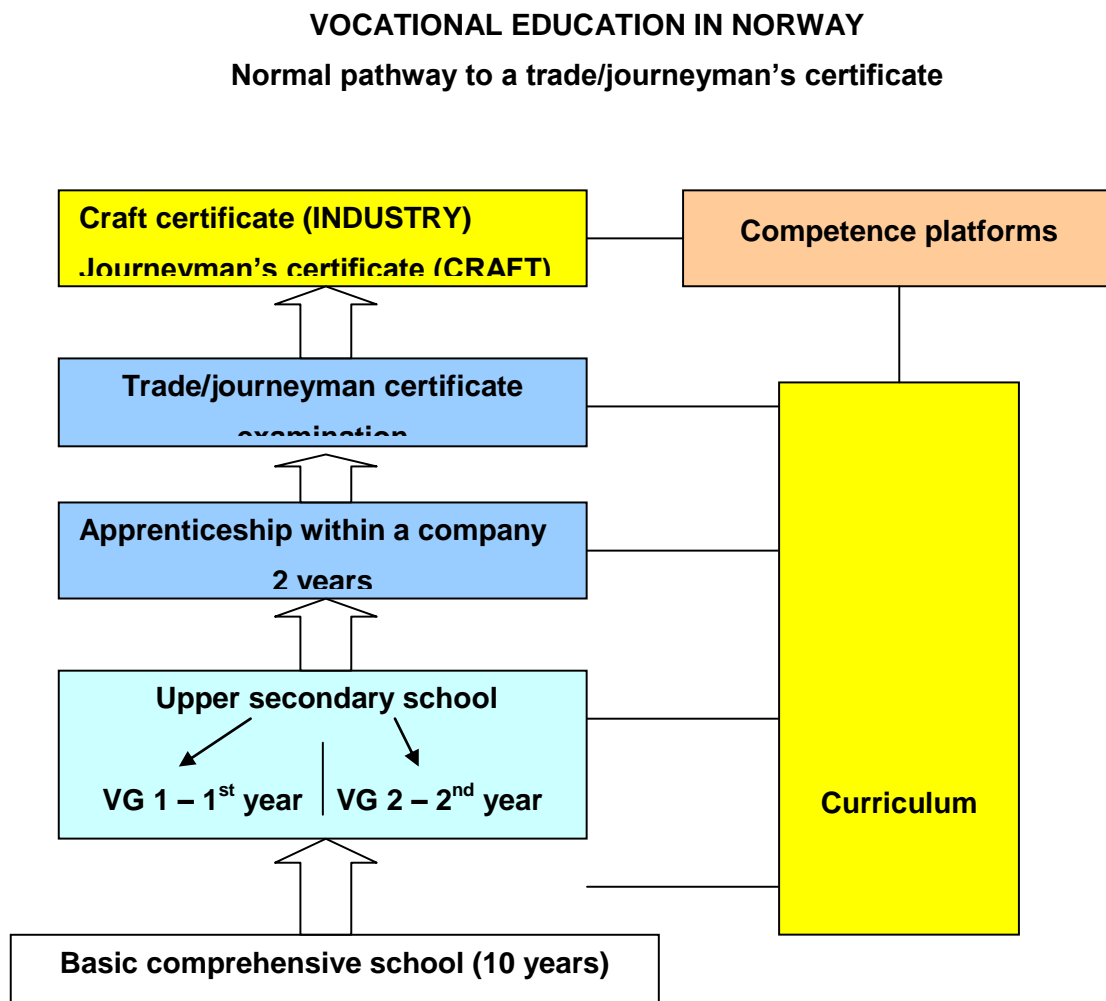 VOCATIONAL EDUCATION IN NORWAY
Normal pathway to a trade/journeyman’s certificate
Craft certificate (INDUSTRY)
Journeyman’s certificate (CRAFT)
Competence platforms
Trade/journeyman certificate
examination
Apprenticeship within a company
2 years
Upper secondary school
VG 1 – 1st year
VG 2 – 2nd year
Curriculum
Basic comprehensive school (10 years)